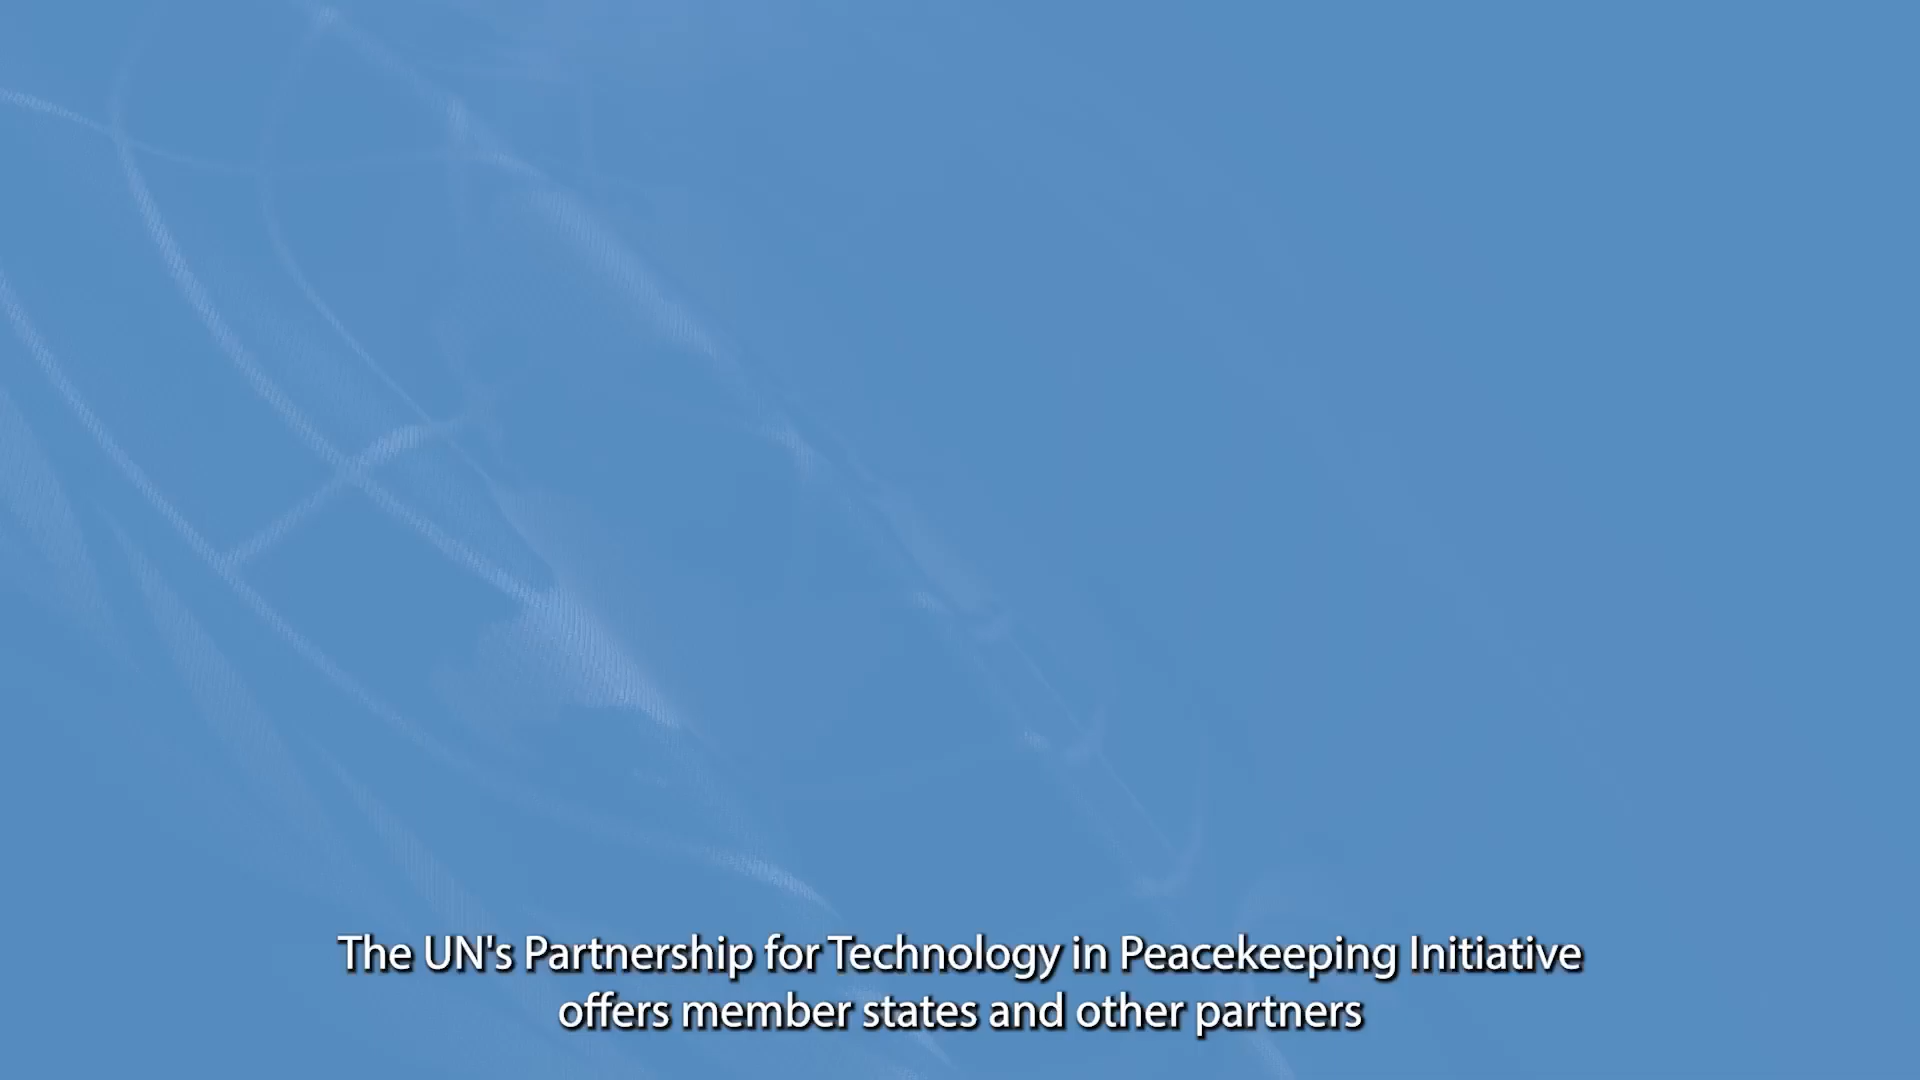 The UN's Partnership for Technology in Peacekeeping Initiative
offers member states and other partners